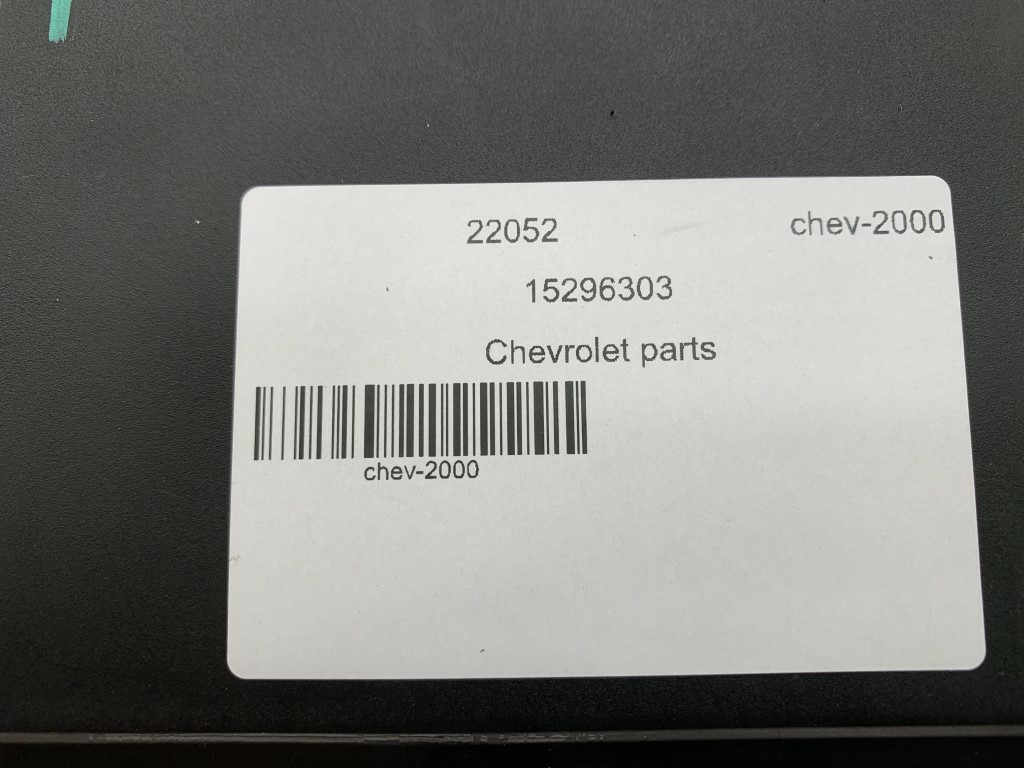 22052 chev-2000
15296303
Chevrolet parts
chev-2000